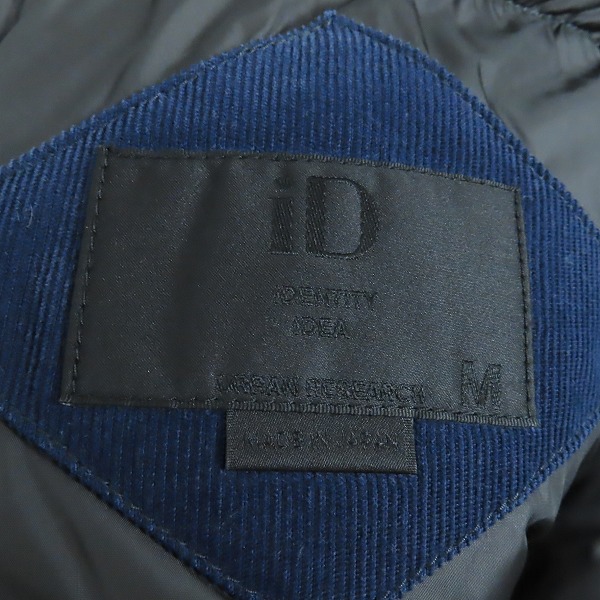 iD
IDENTITY
IDEA
URBAN RESEARCH M
MADE IN JAPAN